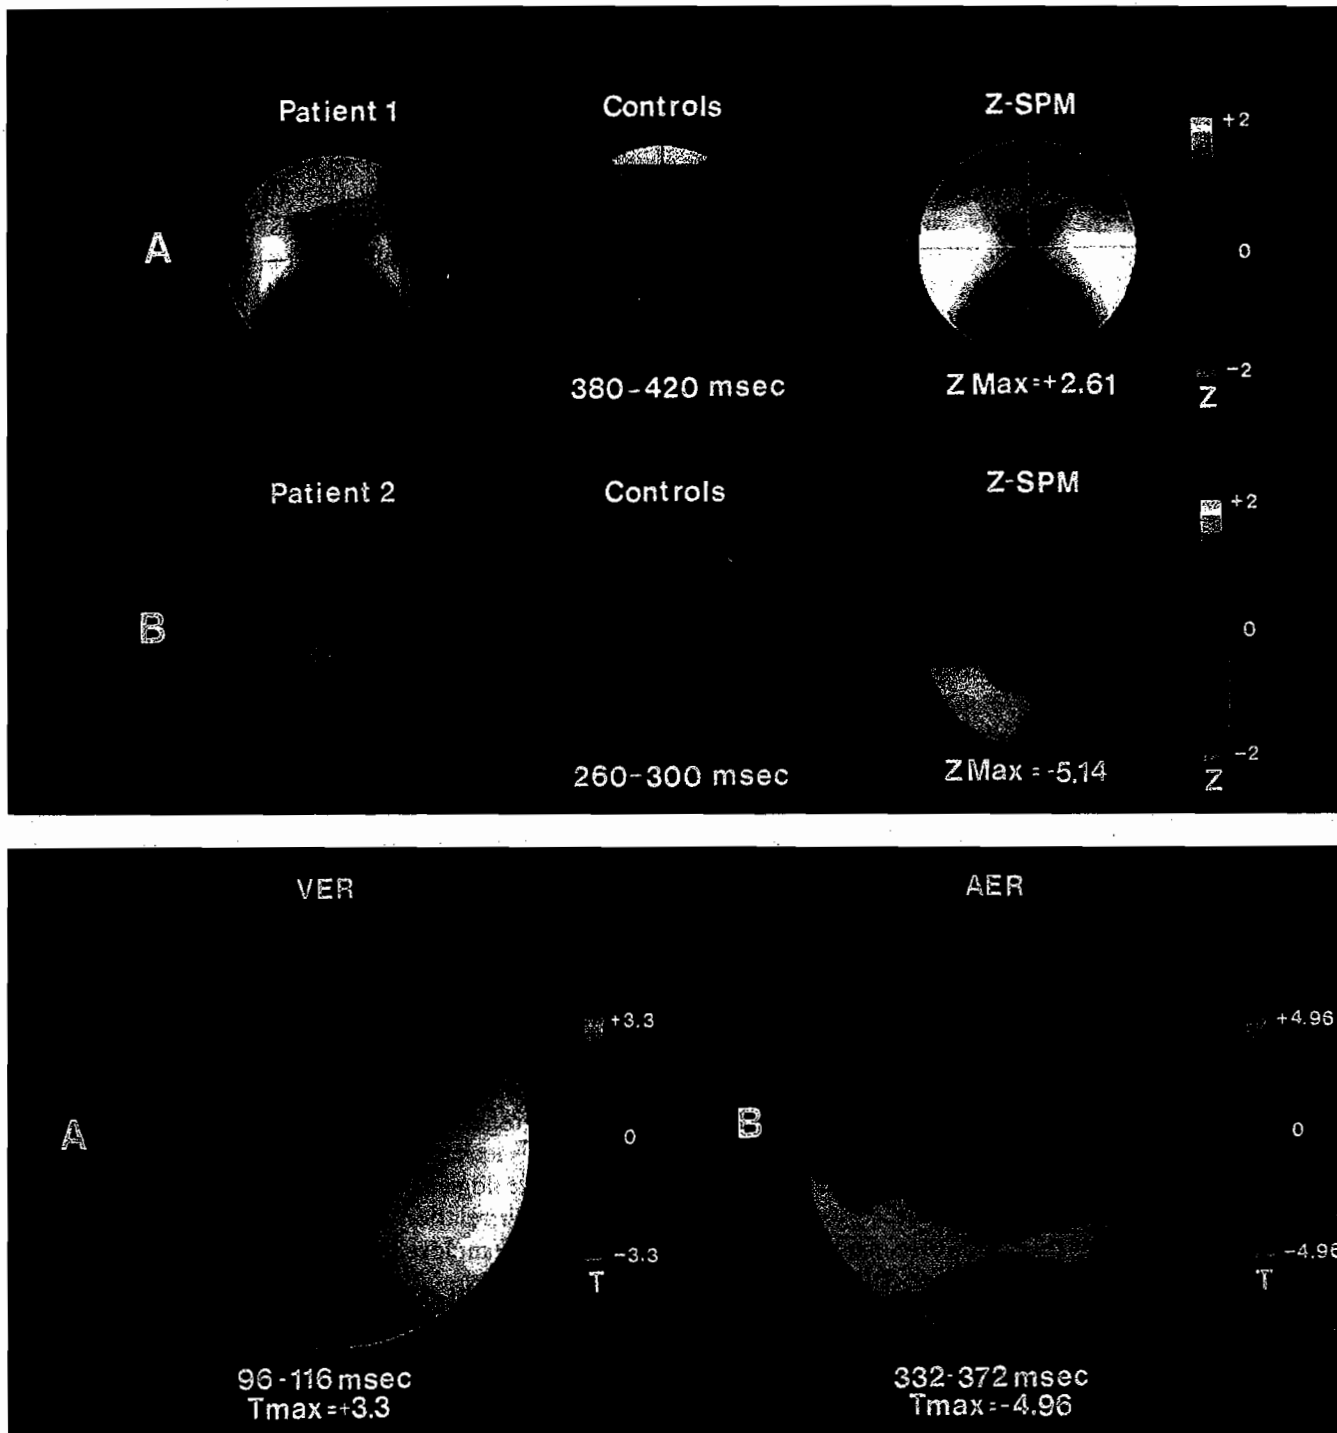 Patient 1
Controls
Z-SPM
+2
A
0
380-420 msec
Z Max=+2.61
-2
Z
Patient 2
Controls
Z-SPM
+2
B
0
260-300 msec
Z Max = -5.14
-2
Z
VER
AER
+3.3
+4.96
A
0
B
0
-3.3
-4.96
T
T
96-116 msec
Tmax=+3.3
332-372 msec
Tmax=-4.96